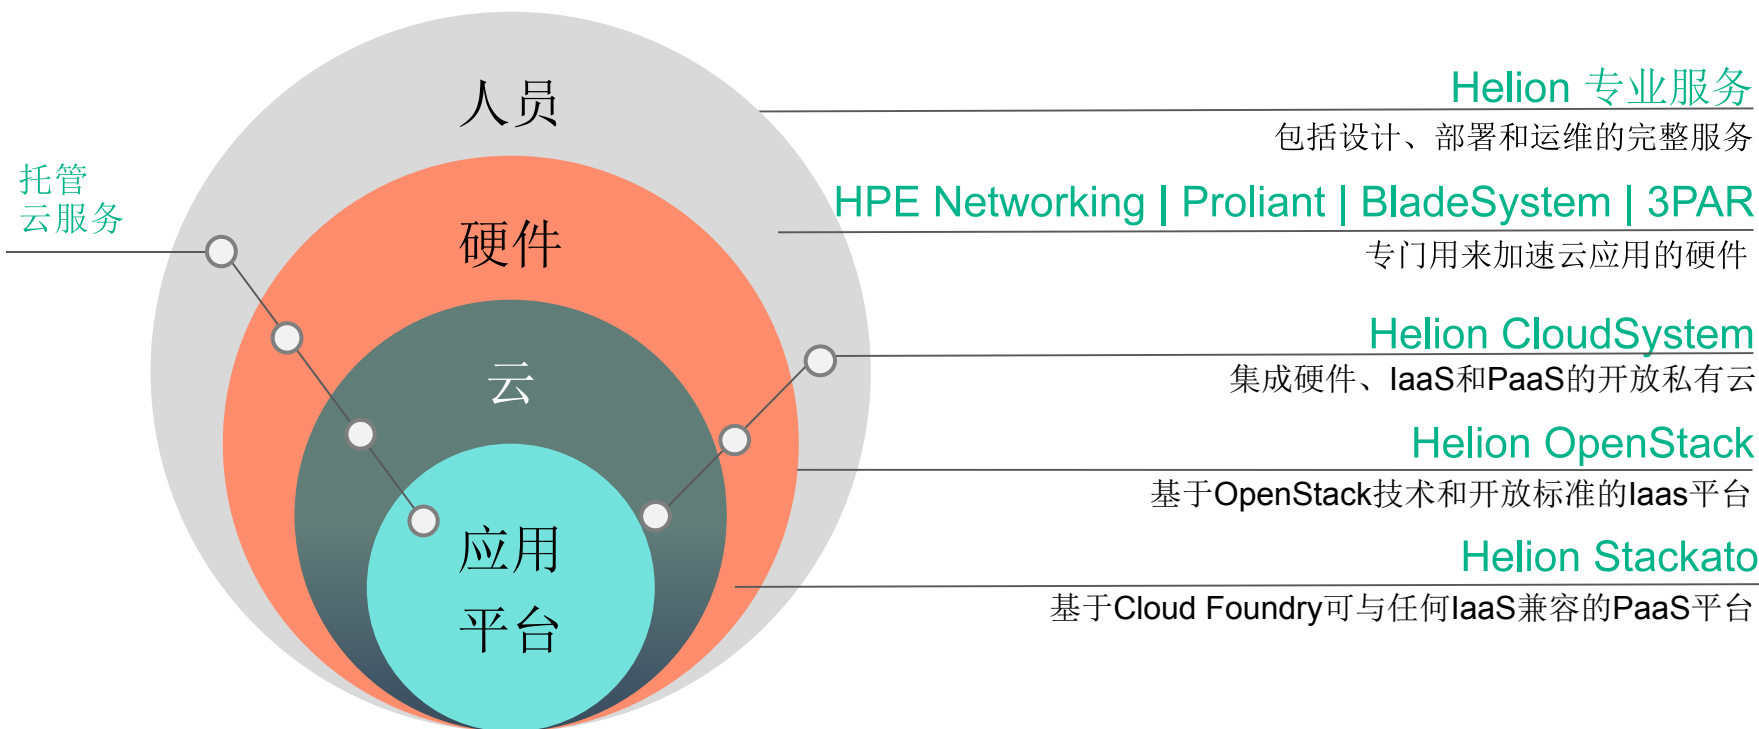 人员
硬件
云
应用
平台
托管
云服务
Helion 专业服务
包括设计、部署和运维的完整服务
HPE Networking | Proliant | BladeSystem | 3PAR
专门用来加速云应用的硬件
Helion CloudSystem
集成硬件、IaaS和PaaS的开放私有云
Helion OpenStack
基于OpenStack技术和开放标准的Iaas平台
Helion Stackato
基于Cloud Foundry可与任何IaaS兼容的PaaS平台